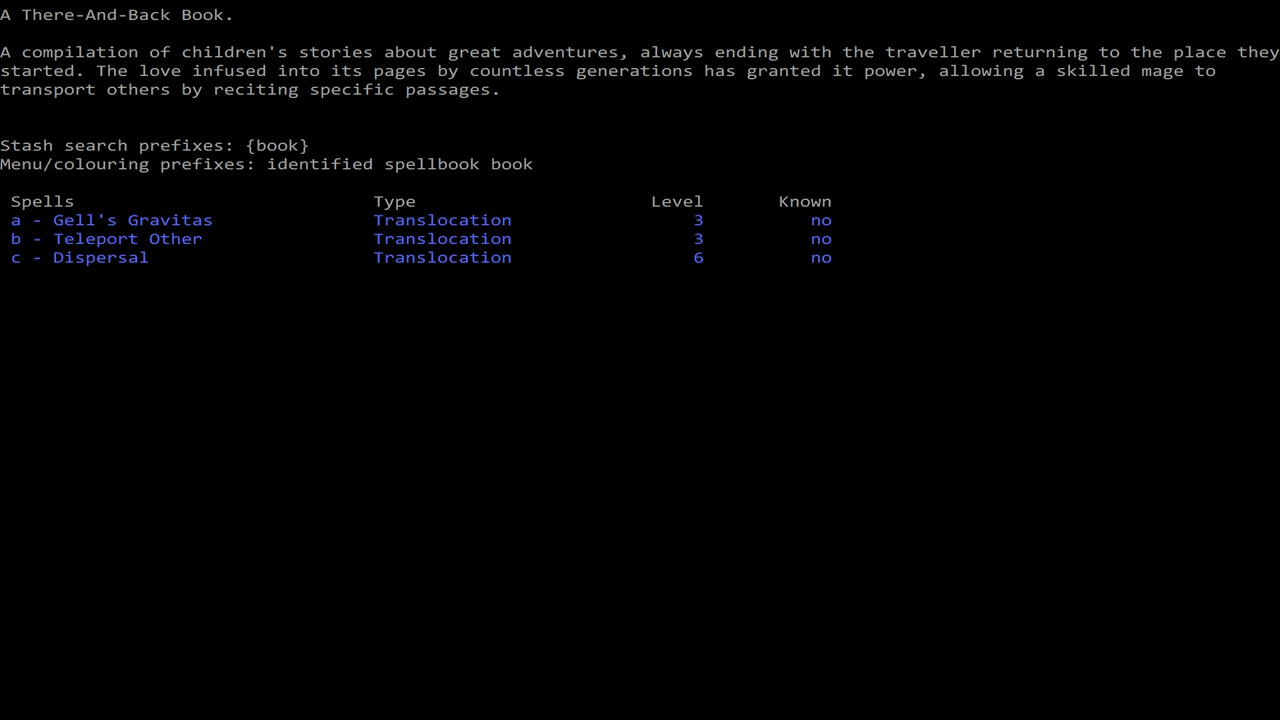 A There-And-Back Book.
A compilation of children's stories about great adventures, always ending with the traveller returning to the place they
started. The love infused into its pages by countless generations has granted it power, allowing a skilled mage to
transport others by reciting specific passages.
Stash search prefixes: {book}
Menu/colouring prefixes: identified spellbook book
Spells Type Level Known
a - Gell's Gravitas Translocation 3 no
b - Teleport Other Translocation 3 no
c - Dispersal Translocation 6 no